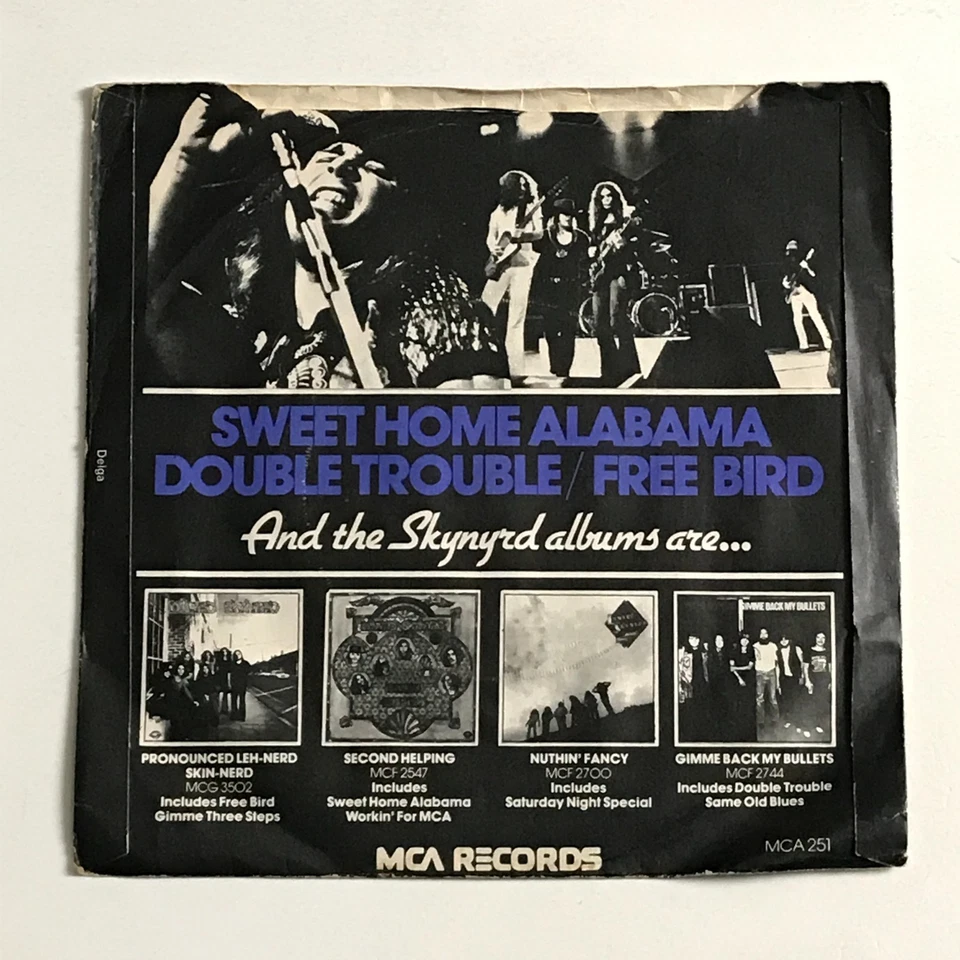 SWEET HOME ALABAMA
DOUBLE TROUBLE / FREE BIRD
And the Skynyrd albums are...
Delga
GIMME BACK MY BULLETS
PRONOUNCED LEH-NERD
SKIN-NERD
MCG 3502
Includes Free Bird
Gimme Three Steps
SECOND HELPING
MCF 2547
Includes
Sweet Home Alabama
Workin' For MCA
NUTHIN' FANCY
MCF 2700
Includes
Saturday Night Special
GIMME BACK MY BULLETS
MCF 2744
Includes Double Trouble
Same Old Blues
MCA 251
MCA RECORDS